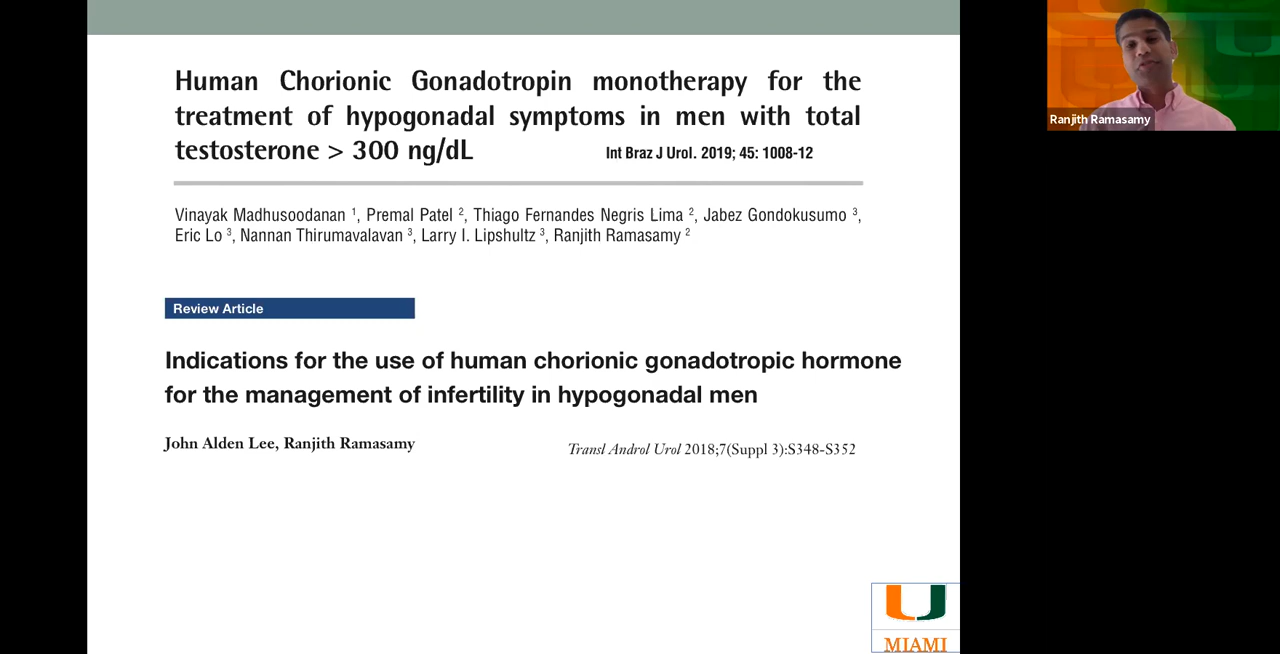 Human Chorionic Gonadotropin monotherapy for the
treatment of hypogonadal symptoms in men with total
testosterone > 300 ng/dL
Int Braz J Urol. 2019; 45: 1008-12
Vinayak Madhusoodanan 1, Premal Patel 2, Thiago Fernandes Negris Lima 2, Jabez Gondokusumo 3,
Eric Lo 3, Nannan Thirumavalavan 3, Larry I. Lipshultz 3, Ranjith Ramasamy 2
Review Article
Indications for the use of human chorionic gonadotropic hormone
for the management of infertility in hypogonadal men
John Alden Lee, Ranjith Ramasamy
Transl Androl Urol 2018;7(Suppl 3):S348-S352
U
MIAMI
Ranjith Ramasamy